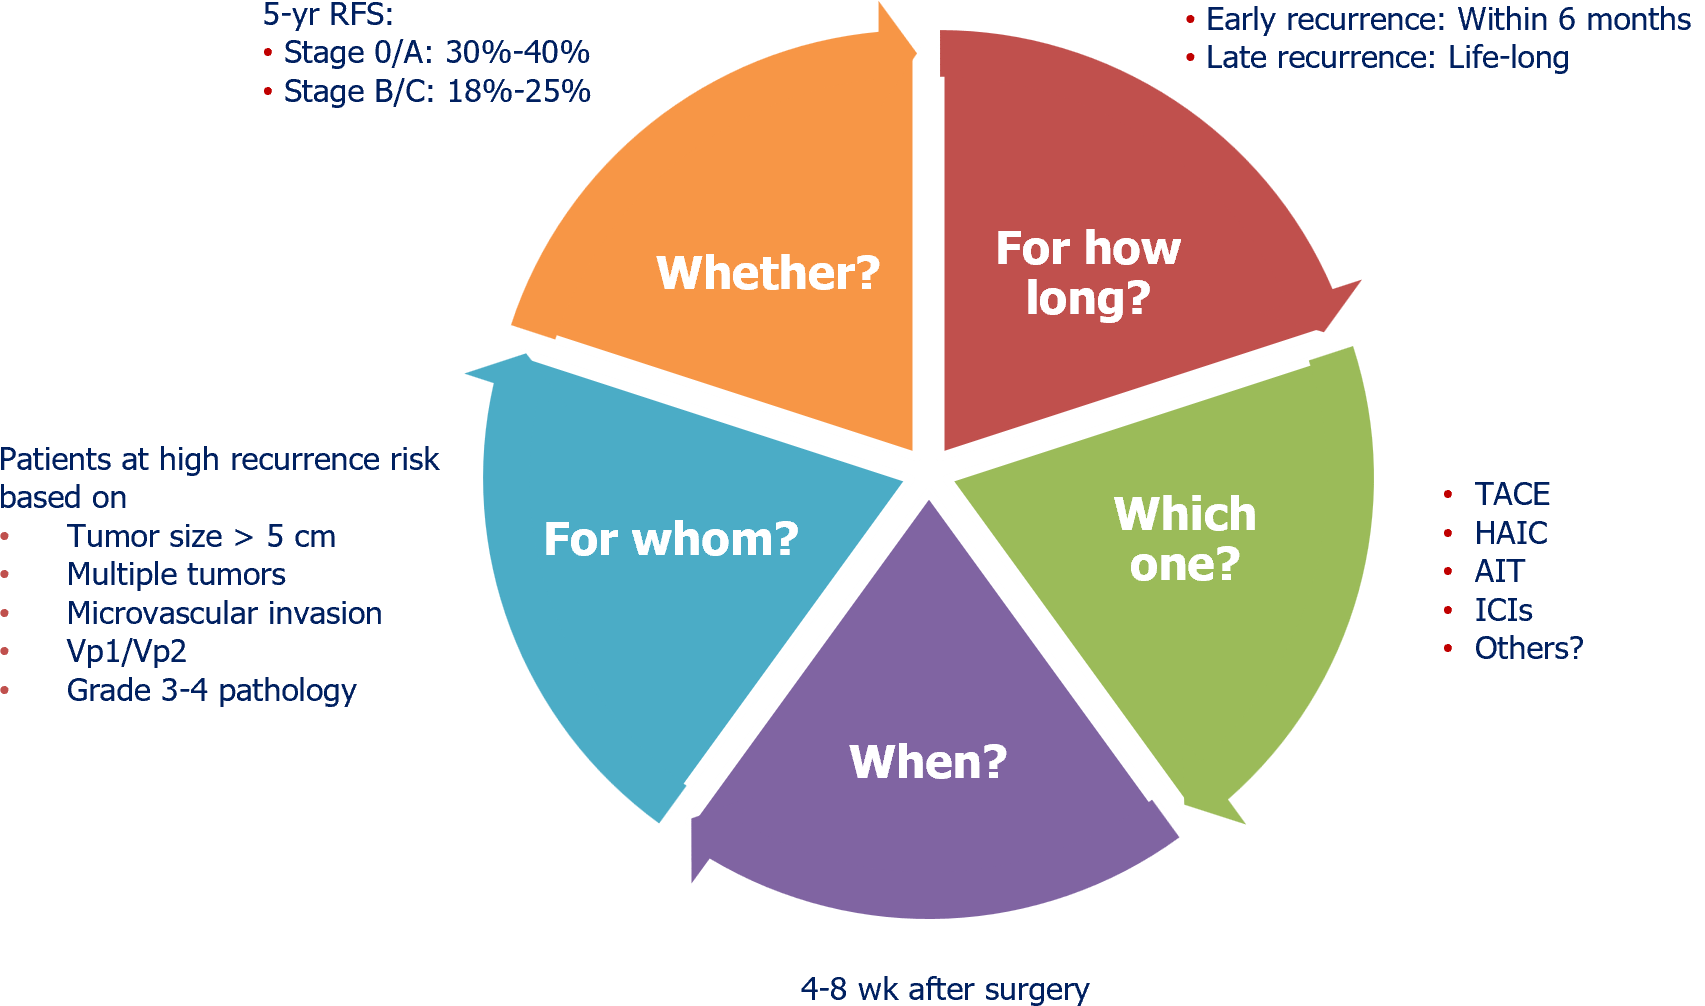 5-yr RFS:
• Stage 0/A: 30%-40%
• Stage B/C: 18%-25%
• Early recurrence: Within 6 months
• Late recurrence: Life-long
Whether?
For how
long?
Patients at high recurrence risk
based on
• Tumor size > 5 cm
• Multiple tumors
• Microvascular invasion
• Vp1/Vp2
• Grade 3-4 pathology
For whom?
Which
one?
• TACE
• HAIC
• AIT
• ICIs
• Others?
When?
4-8 wk after surgery